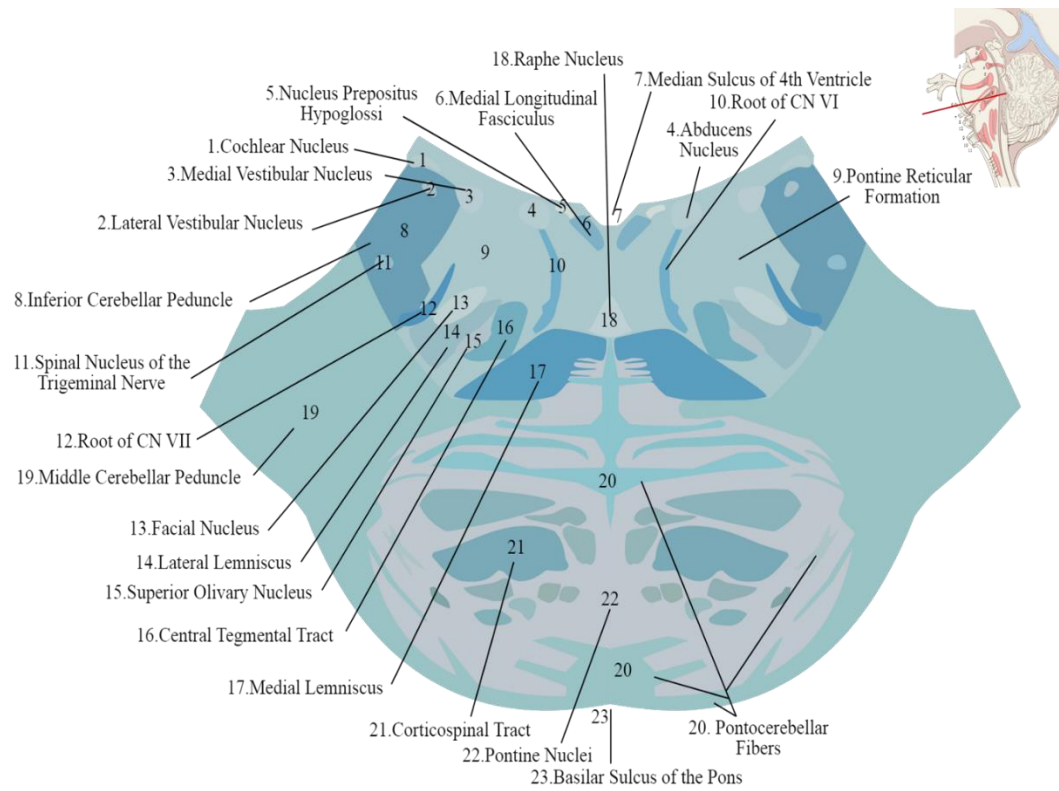 18.Raphe Nucleus
5.Nucleus Prepositus
Hypoglossi
6.Medial Longitudinal
Fasciculus
7.Median Sulcus of 4th Ventricle
10.Root of CN VI
4.Abducens
Nucleus
1.Cochlear Nucleus
3.Medial Vestibular Nucleus
9.Pontine Reticular
Formation
2.Lateral Vestibular Nucleus
8.Inferior Cerebellar Peduncle
11.Spinal Nucleus of the
Trigeminal Nerve
12.Root of CN VII
19.Middle Cerebellar Peduncle
13.Facial Nucleus
14.Lateral Lemniscus
15.Superior Olivary Nucleus
16.Central Tegmental Tract
17.Medial Lemniscus
21.Corticospinal Tract
22.Pontine Nuclei
23.Basilar Sulcus of the Pons
20. Pontocerebellar
Fibers
1
2
3
4
5
6
7
8
9
10
11
12
13
14
15
16
17
18
19
20
21
22
20
23